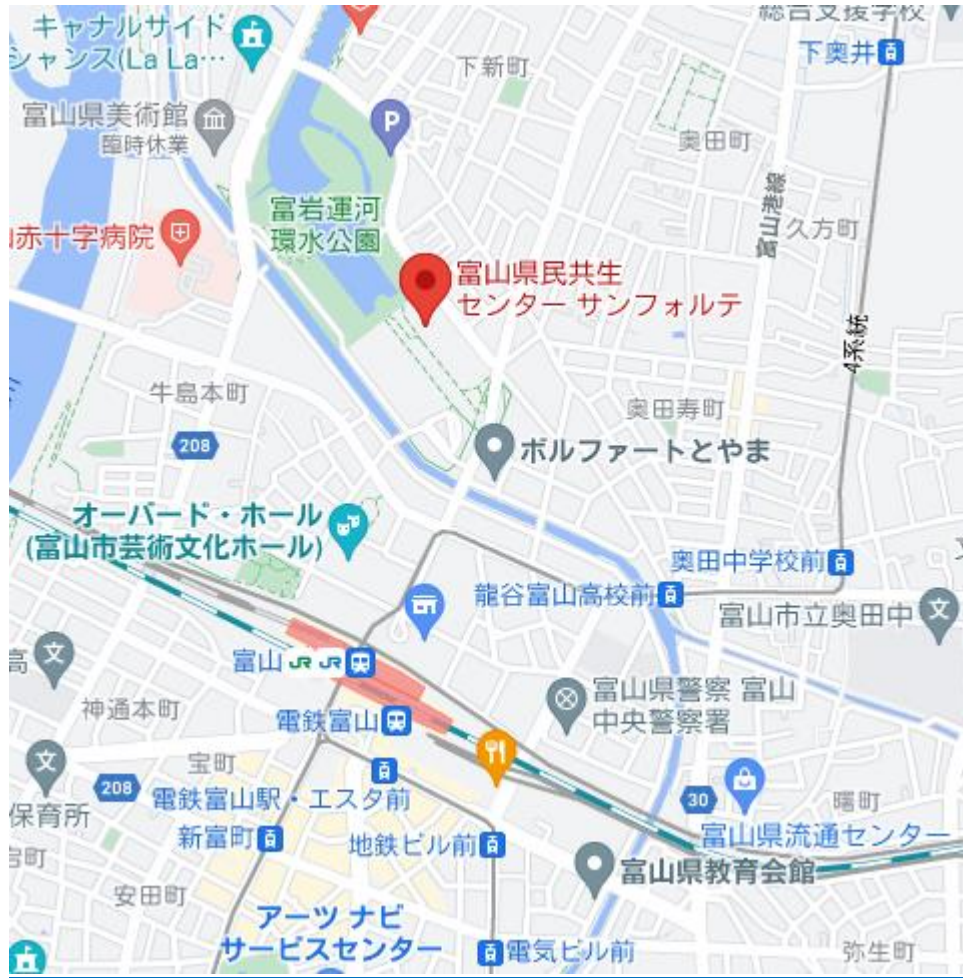 キャナルサイド
シャンス(La La…
総合支援学校
下奥井
下新町
富山県美術館
臨時休業
P
奥田町
富岩運河
環水公園
富山港線
久方町
赤十字病院
富山県民共生
センター サンフォルテ
4系統
牛島本町
奥田寿町
208
ボルファートとやま
オーバード・ホール
(富山市芸術文化ホール)
奥田中学校前
龍谷富山高校前
富山市立奥田中
文
高
文
富山 JR JR
神通本町
電鉄富山
富山県警察 富山
中央警察署
宝町
文
208
電鉄富山駅・エスタ前
30
曙町
保育所
新富町
地鉄ビル前
富山県流通センター
富山県教育会館
安田町
アーツ ナビ
サービスセンター
電気ビル前
弥生町